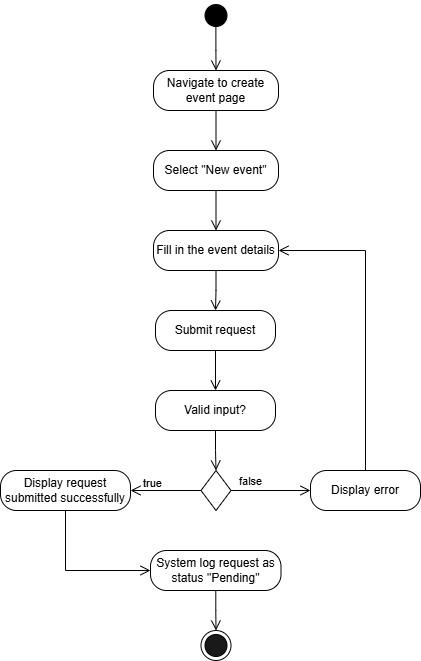 Navigate to create
event page
Select "New event"
Fill in the event details
Submit request
Valid input?
true
false
Display request
submitted successfully
Display error
System log request as
status "Pending"